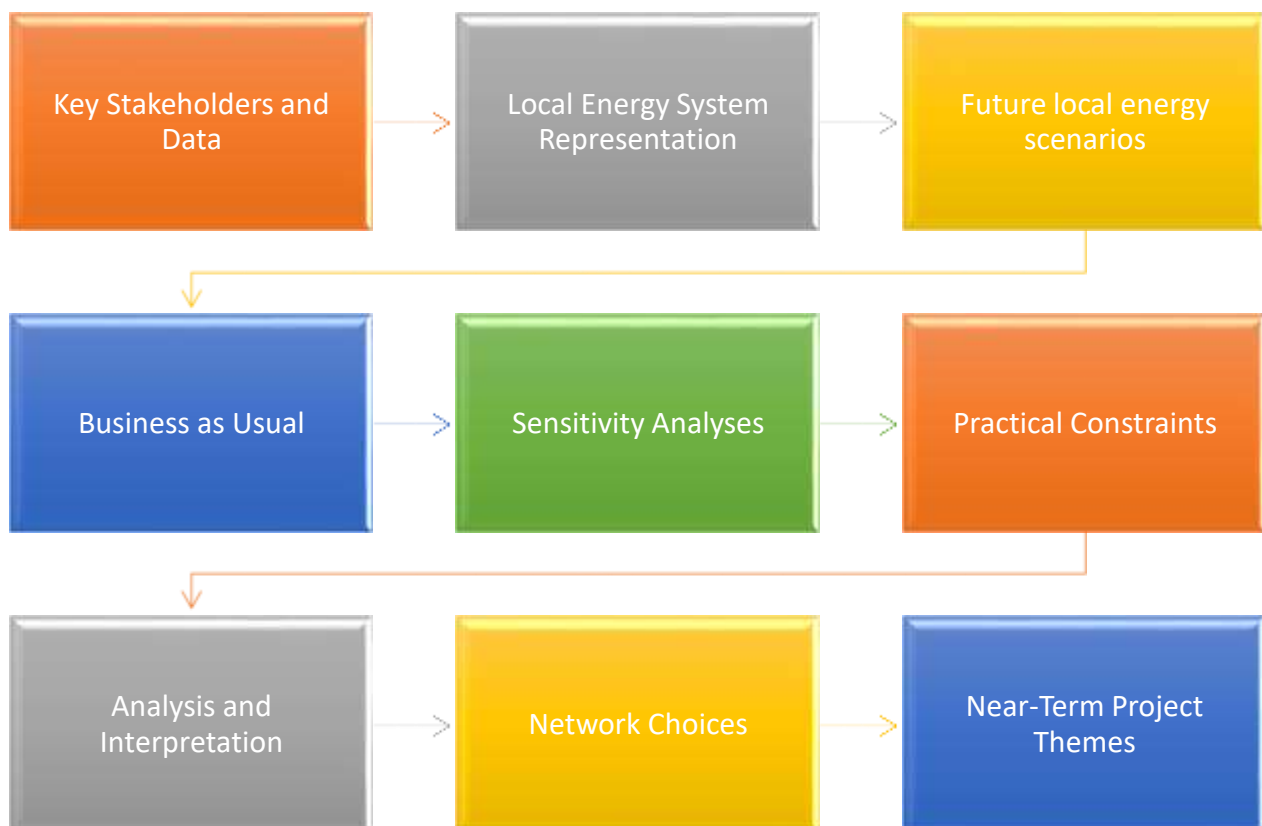 Key Stakeholders and
Data
Local Energy System
Representation
Future local energy
scenarios
Business as Usual
Sensitivity Analyses
Practical Constraints
Analysis and
Interpretation
Network Choices
Near-Term Project
Themes